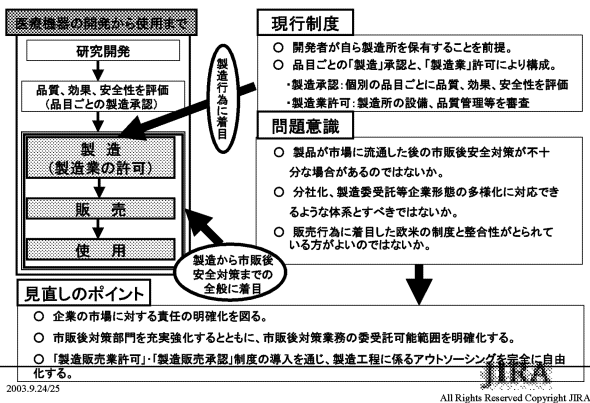 医療機器の開発から使用まで
研究開発
品質、効果、安全性を評価
(品目ごとの製造承認)
製 造
(製造業の許可)
販 売
使 用
製造行為に着目
製造から市販後
安全対策までの
全般に着目
現行制度
○ 開発者が自ら製造所を保有することを前提。
○ 品目ごとの「製造」承認と、「製造業」許可により構成。
・製造承認：個別の品目ごとに品質、効果、安全性を評価
・製造業許可：製造所の設備、品質管理等を審査
問題意識
○ 製品が市場に流通した後の市販後安全対策が不十
分な場合があるのではないか。
○ 分社化、製造委受託等企業形態の多様化に対応でき
るような体系とすべきではないか。
○ 販売行為に着目した欧米の制度と整合性がとられて
いる方がよいのではないか。
見直しのポイント
○ 企業の市場に対する責任の明確化を図る。
○ 市販後対策部門を充実強化するとともに、市販後対策業務の委受託可能範囲を明確化する。
○ 「製造販売業許可」・「製造販売承認」制度の導入を通じ、製造工程に係るアウトソーシングを完全に自由
化する。
JIRA
2003.9.24/25
All Rights Reserved Copyright JIRA